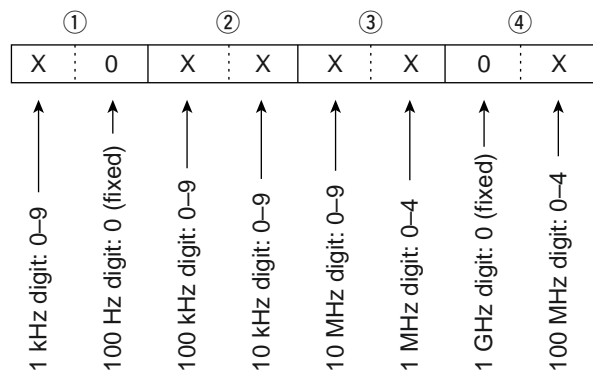 ① ② ③ ④
X 0 X X X X 0 X
1 kHz digit: 0–9
100 Hz digit: 0 (fixed)
100 kHz digit: 0–9
10 kHz digit: 0–9
10 MHz digit: 0–9
1 MHz digit: 0–4
1 GHz digit: 0 (fixed)
100 MHz digit: 0–4